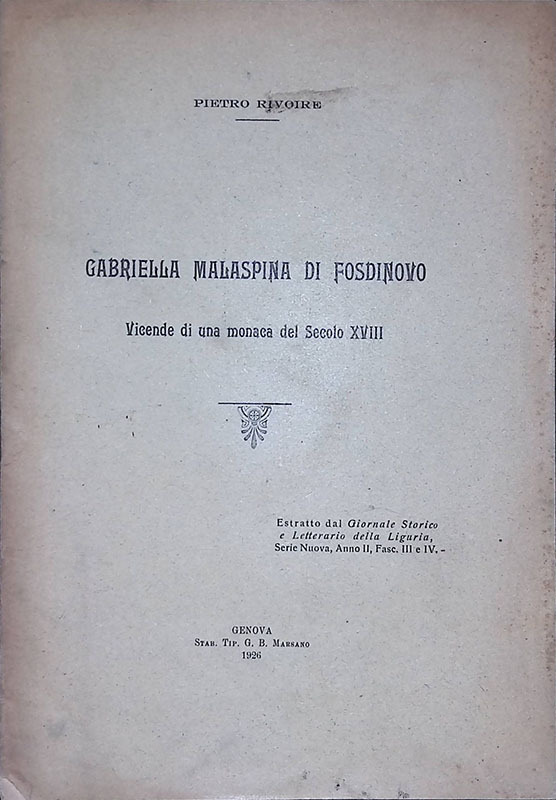 PIETRO RIVOIRE
GABRIELLA MALASPINA DI FOSDINOVO
Vicende di una monaca del Secolo XVIII
Estratto dal Giornale Storico
e Letterario della Liguria,
Serie Nuova, Anno II, Fasc. III e IV. -
GENOVA
STAB. TIP. G. B. MARSANO
1926